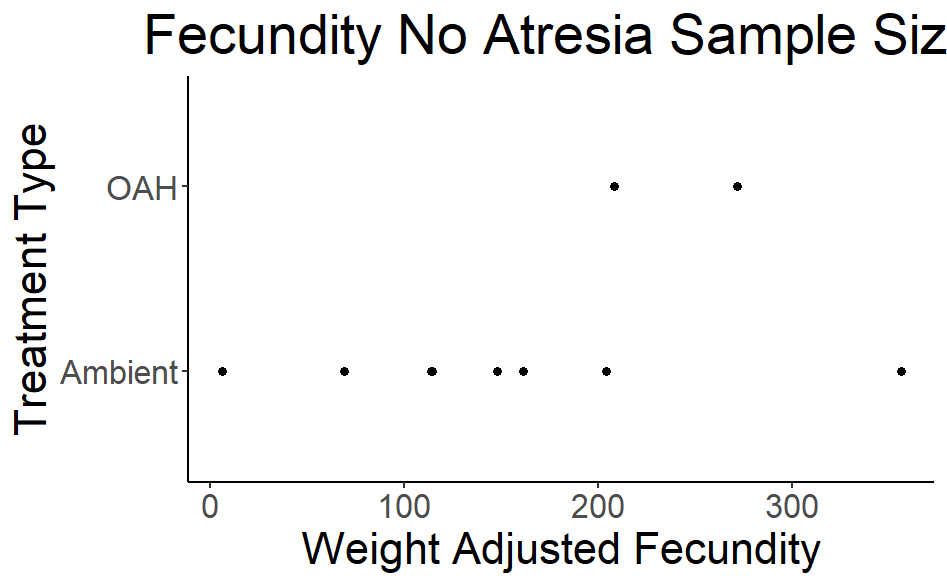 Fecundity No Atresia Sample Siz
Treatment Type
OAH
Ambient
0 100 200 300
Weight Adjusted Fecundity